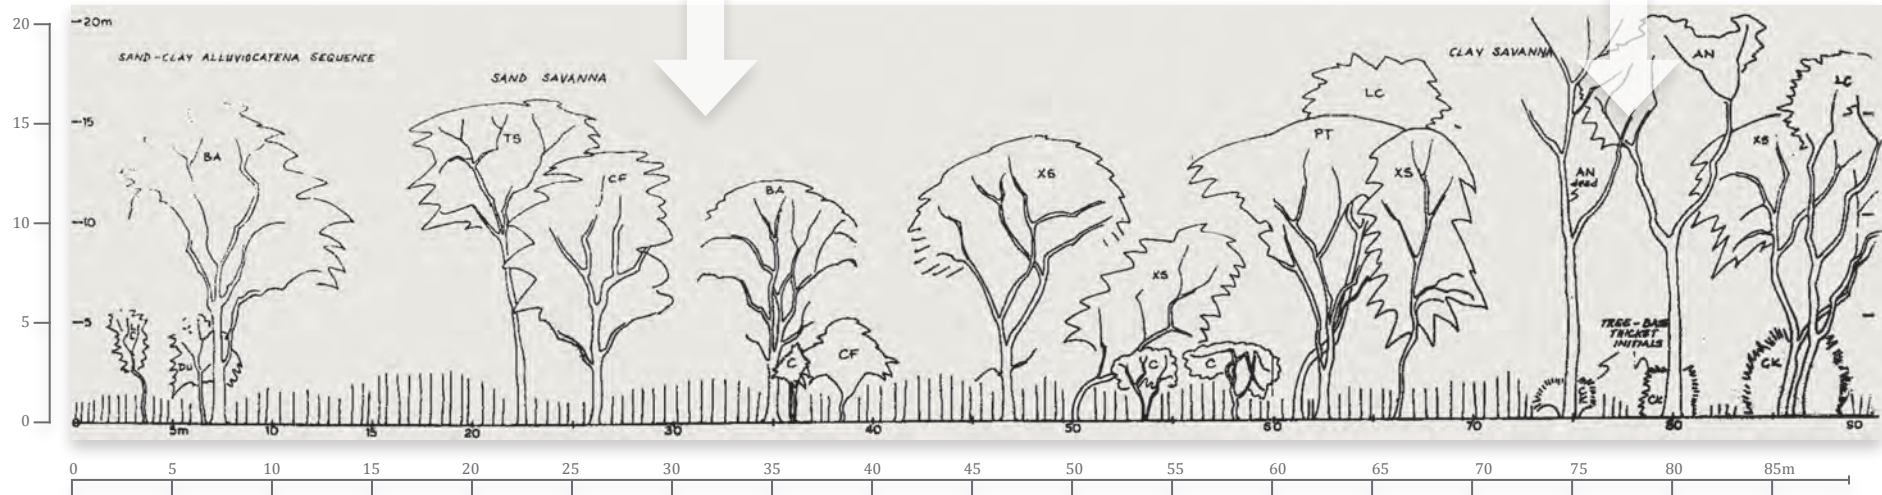 20
15
10
5
0
20m
15
10
5
0
SAND-CLAY ALLUVIOCATENA SEQUENCE
SAND SAVANNA
CLAY SAVANNA
BA
TS
CF
BA
XS
LC
PT
XS
AN
LC
AN
dead
XS
XS
DU
C
CF
C
C
TREE-BASE
THICKET
INITIALS
CK
CK
5m 10 15 20 30 40 50 60 70 80 90
0 5 10 15 20 25 30 35 40 45 50 55 60 65 70 75 80 85m